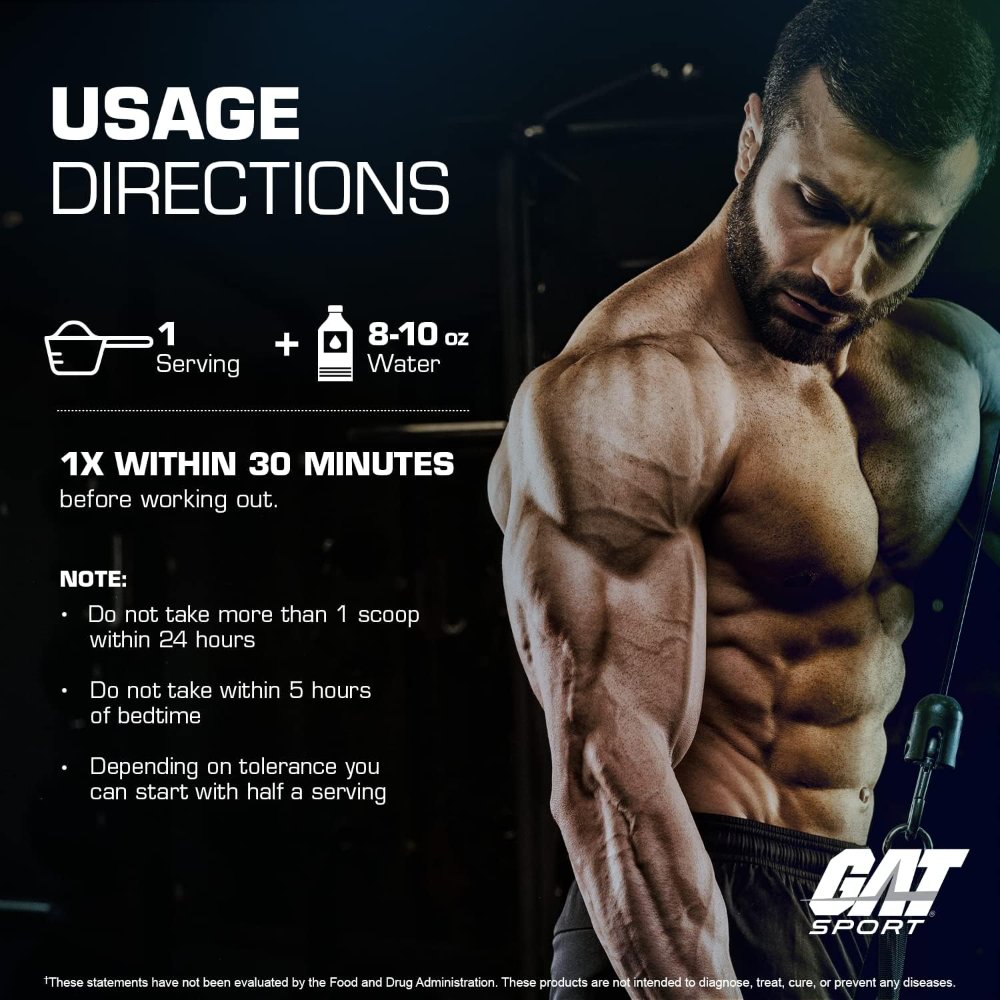 USAGE
DIRECTIONS
1
Serving
+
8-10 oz
Water
1X WITHIN 30 MINUTES
before working out.
NOTE:
• Do not take more than 1 scoop
within 24 hours
• Do not take within 5 hours
of bedtime
• Depending on tolerance you
can start with half a serving
GAT
SPORT®
†These statements have not been evaluated by the Food and Drug Administration. These products are not intended to diagnose, treat, cure, or prevent any diseases.